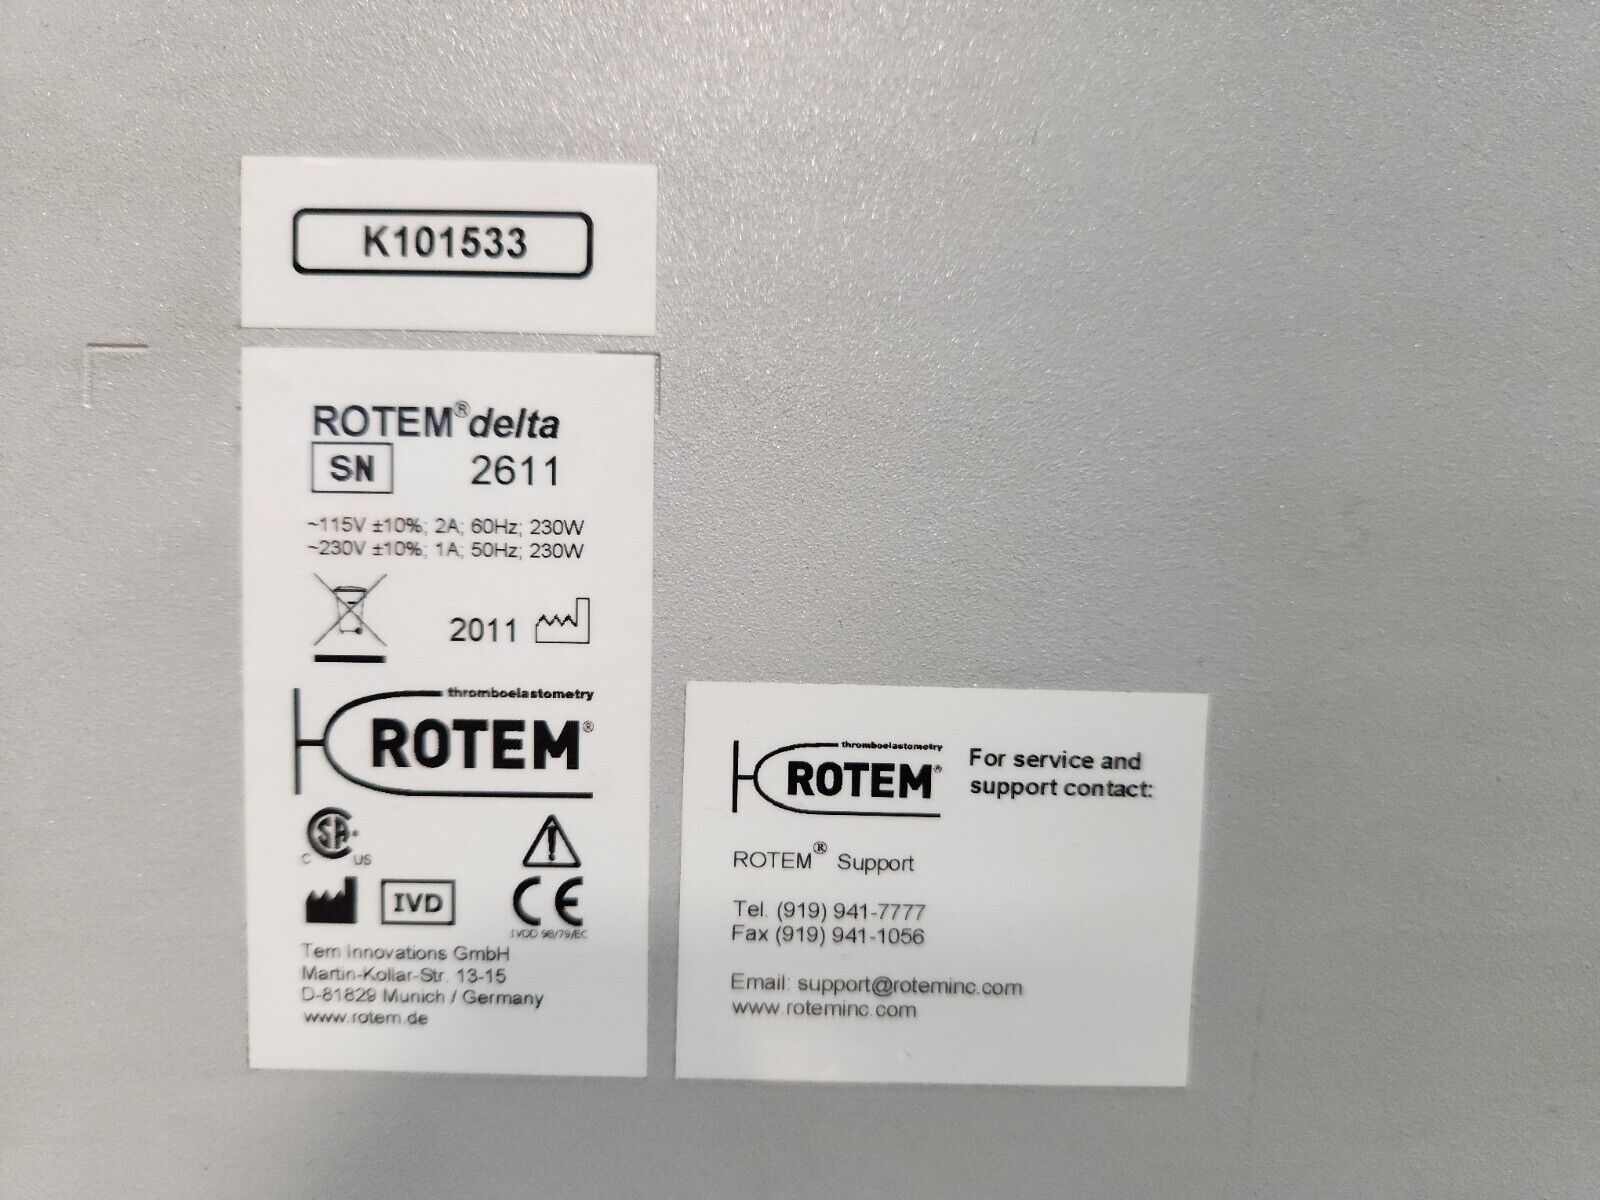 K101533
ROTEM® delta
SN 2611
~115V ±10%; 2A; 60Hz; 230W
~230V ±10%; 1A; 50Hz; 230W
2011
thromboelastometry
ROTEM®
CSA®
C US
IVD CE
IVDD 98/79/EC
Tem Innovations GmbH
Martin-Kollar-Str. 13-15
D-81829 Munich / Germany
www.rotem.de
thromboelastometry
ROTEM®
For service and
support contact:
ROTEM® Support
Tel. (919) 941-7777
Fax (919) 941-1056
Email: support@roteminc.com
www.roteminc.com